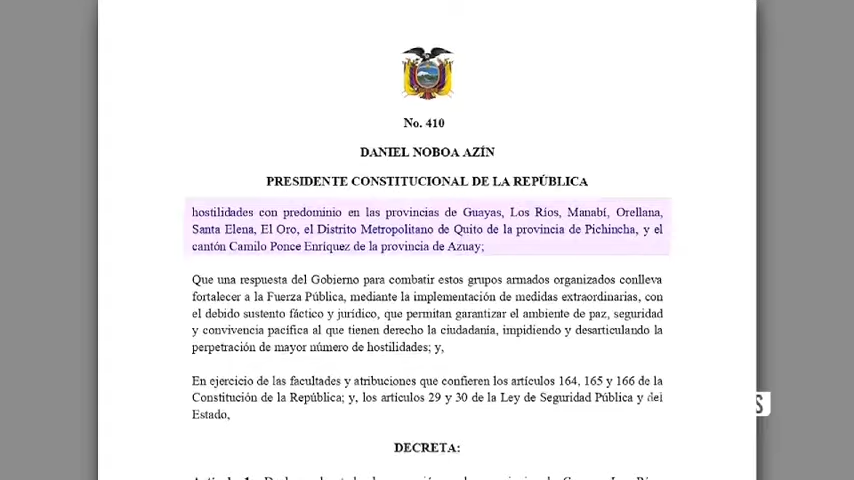 No. 410
DANIEL NOBOA AZÍN
PRESIDENTE CONSTITUCIONAL DE LA REPÚBLICA
hostilidades con predominio en las provincias de Guayas, Los Ríos, Manabí, Orellana,
Santa Elena, El Oro, el Distrito Metropolitano de Quito de la provincia de Pichincha, y el
cantón Camilo Ponce Enríquez de la provincia de Azuay;
Que una respuesta del Gobierno para combatir estos grupos armados organizados conlleva
fortalecer a la Fuerza Pública, mediante la implementación de medidas extraordinarias, con
el debido sustento fáctico y jurídico, que permitan garantizar el ambiente de paz, seguridad
y convivencia pacífica al que tienen derecho la ciudadanía, impidiendo y desarticulando la
perpetración de mayor número de hostilidades; y,
En ejercicio de las facultades y atribuciones que confieren los artículos 164, 165 y 166 de la
Constitución de la República; y, los artículos 29 y 30 de la Ley de Seguridad Pública y del
Estado,
S
DECRETA: